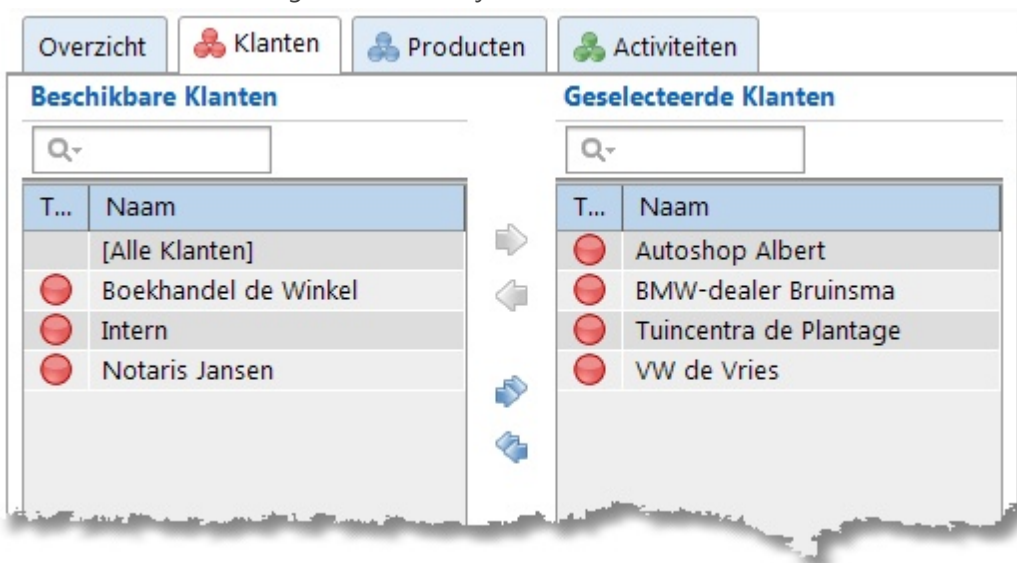 Overzicht Klanten Producten Activiteiten
Beschikbare Klanten
T... Naam
[Alle Klanten]
Boekhandel de Winkel
Intern
Notaris Jansen
Geselecteerde Klanten
T... Naam
Autoshop Albert
BMW-dealer Bruinsma
Tuincentra de Plantage
VW de Vries